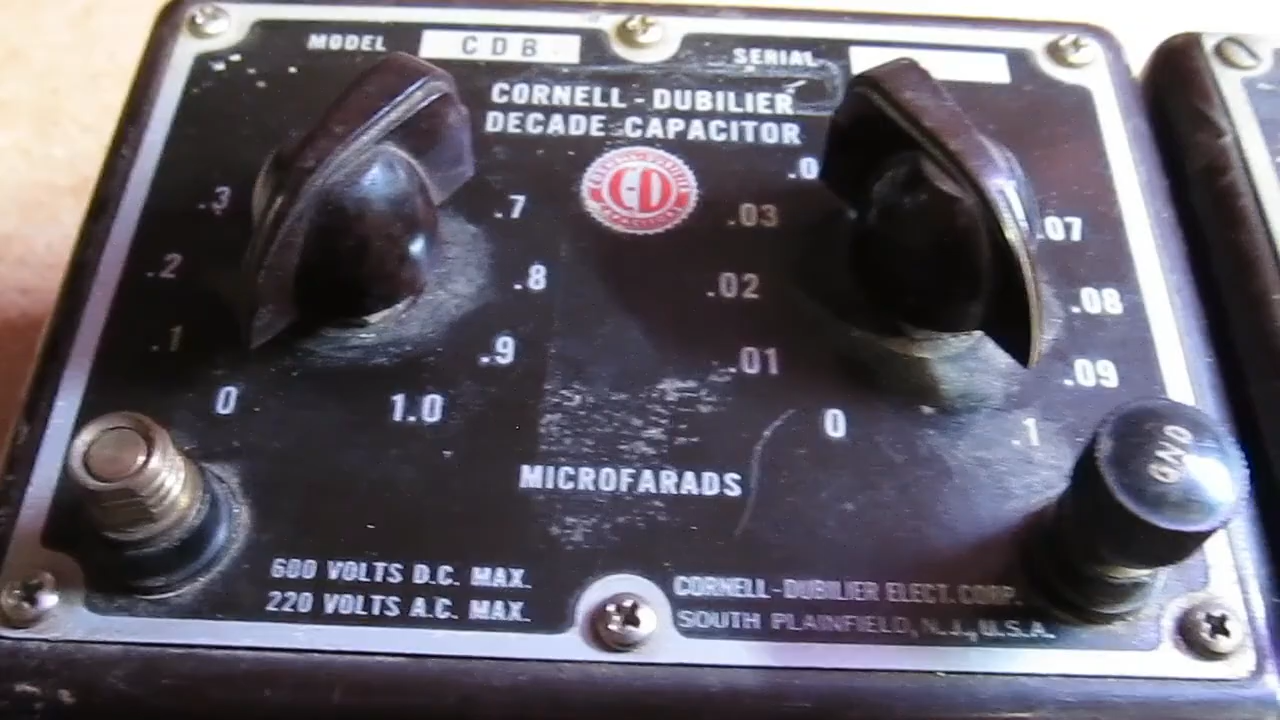 MODEL CDB SERIAL
CORNELL-DUBILIER
DECADE CAPACITOR
C-D
.3 .7
.2 .8
.1 .9
0 1.0
.03 .07
.02 .08
.01 .09
0 .1
GND
MICROFARADS
600 VOLTS D.C. MAX.
220 VOLTS A.C. MAX.
CORNELL-DUBILIER ELECT. CORP.
SOUTH PLAINFIELD, N.J., U.S.A.